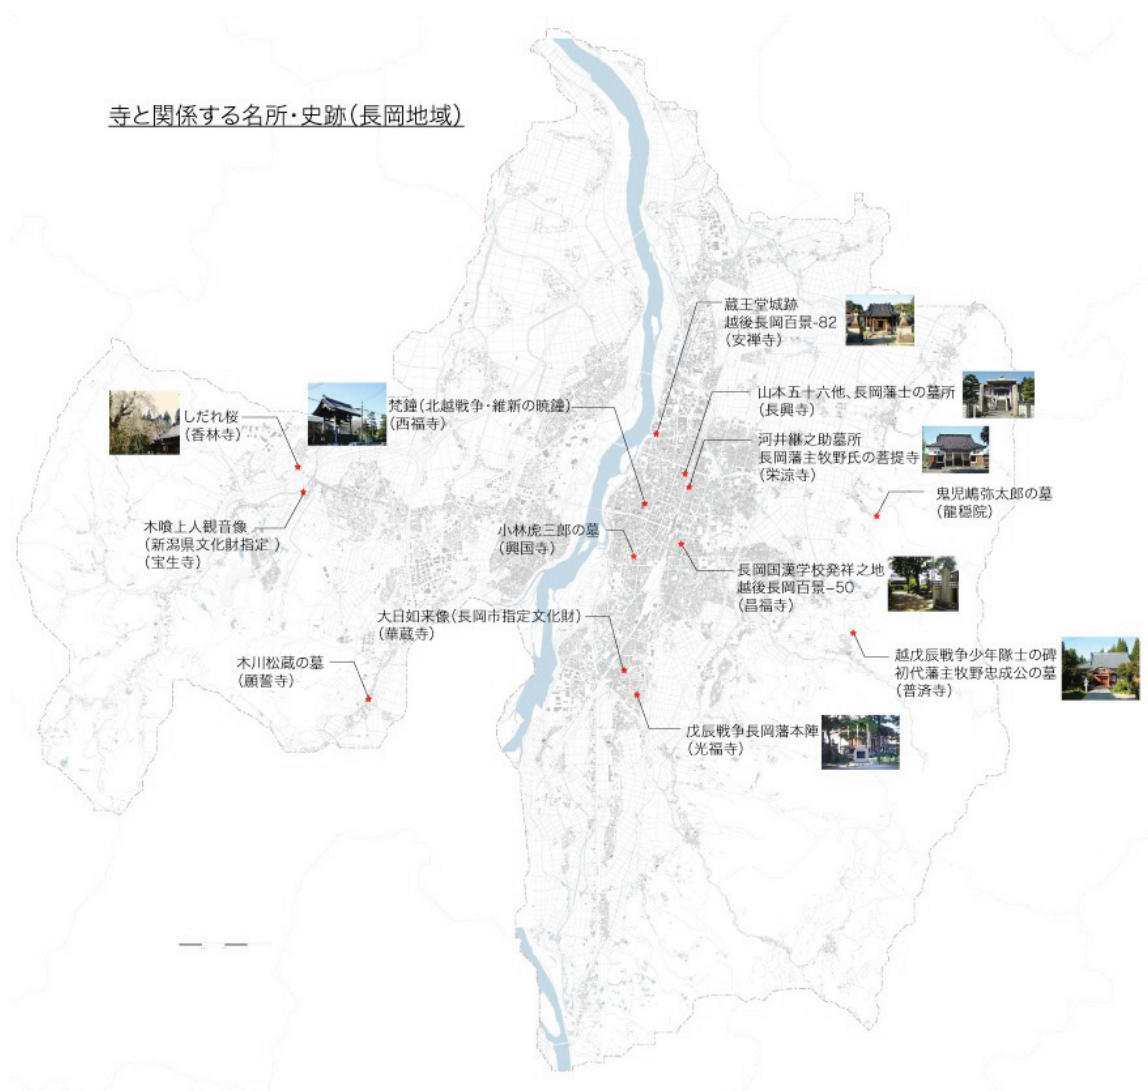 寺と関係する名所・史跡(長岡地域)
蔵王堂城跡
越後長岡百景-82
(安禅寺)
山本五十六他、長岡藩士の墓所
(長興寺)
河井継之助墓所
長岡藩主牧野氏の菩提寺
(栄涼寺)
鬼児嶋弥太郎の墓
(龍穏院)
しだれ桜
(香林寺)
梵鐘(北越戦争・維新の暁鐘)
(西福寺)
木喰上人観音像
(新潟県文化財指定 )
(宝生寺)
小林虎三郎の墓
(興国寺)
長岡国漢学校発祥之地
越後長岡百景−50
(昌福寺)
大日如来像(長岡市指定文化財)
(華蔵寺)
木川松蔵の墓
(願誓寺)
越戊辰戦争少年隊士の碑
初代藩主牧野忠成公の墓
(普済寺)
戊辰戦争長岡藩本陣
(光福寺)